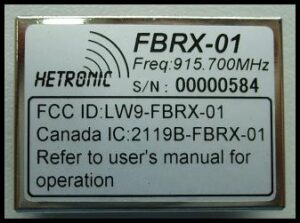 FBRX-01
HETRONIC Freq:915.700MHz
S/N: 00000584
FCC ID:LW9-FBRX-01
Canada IC:2119B-FBRX-01
Refer to user's manual for
operation